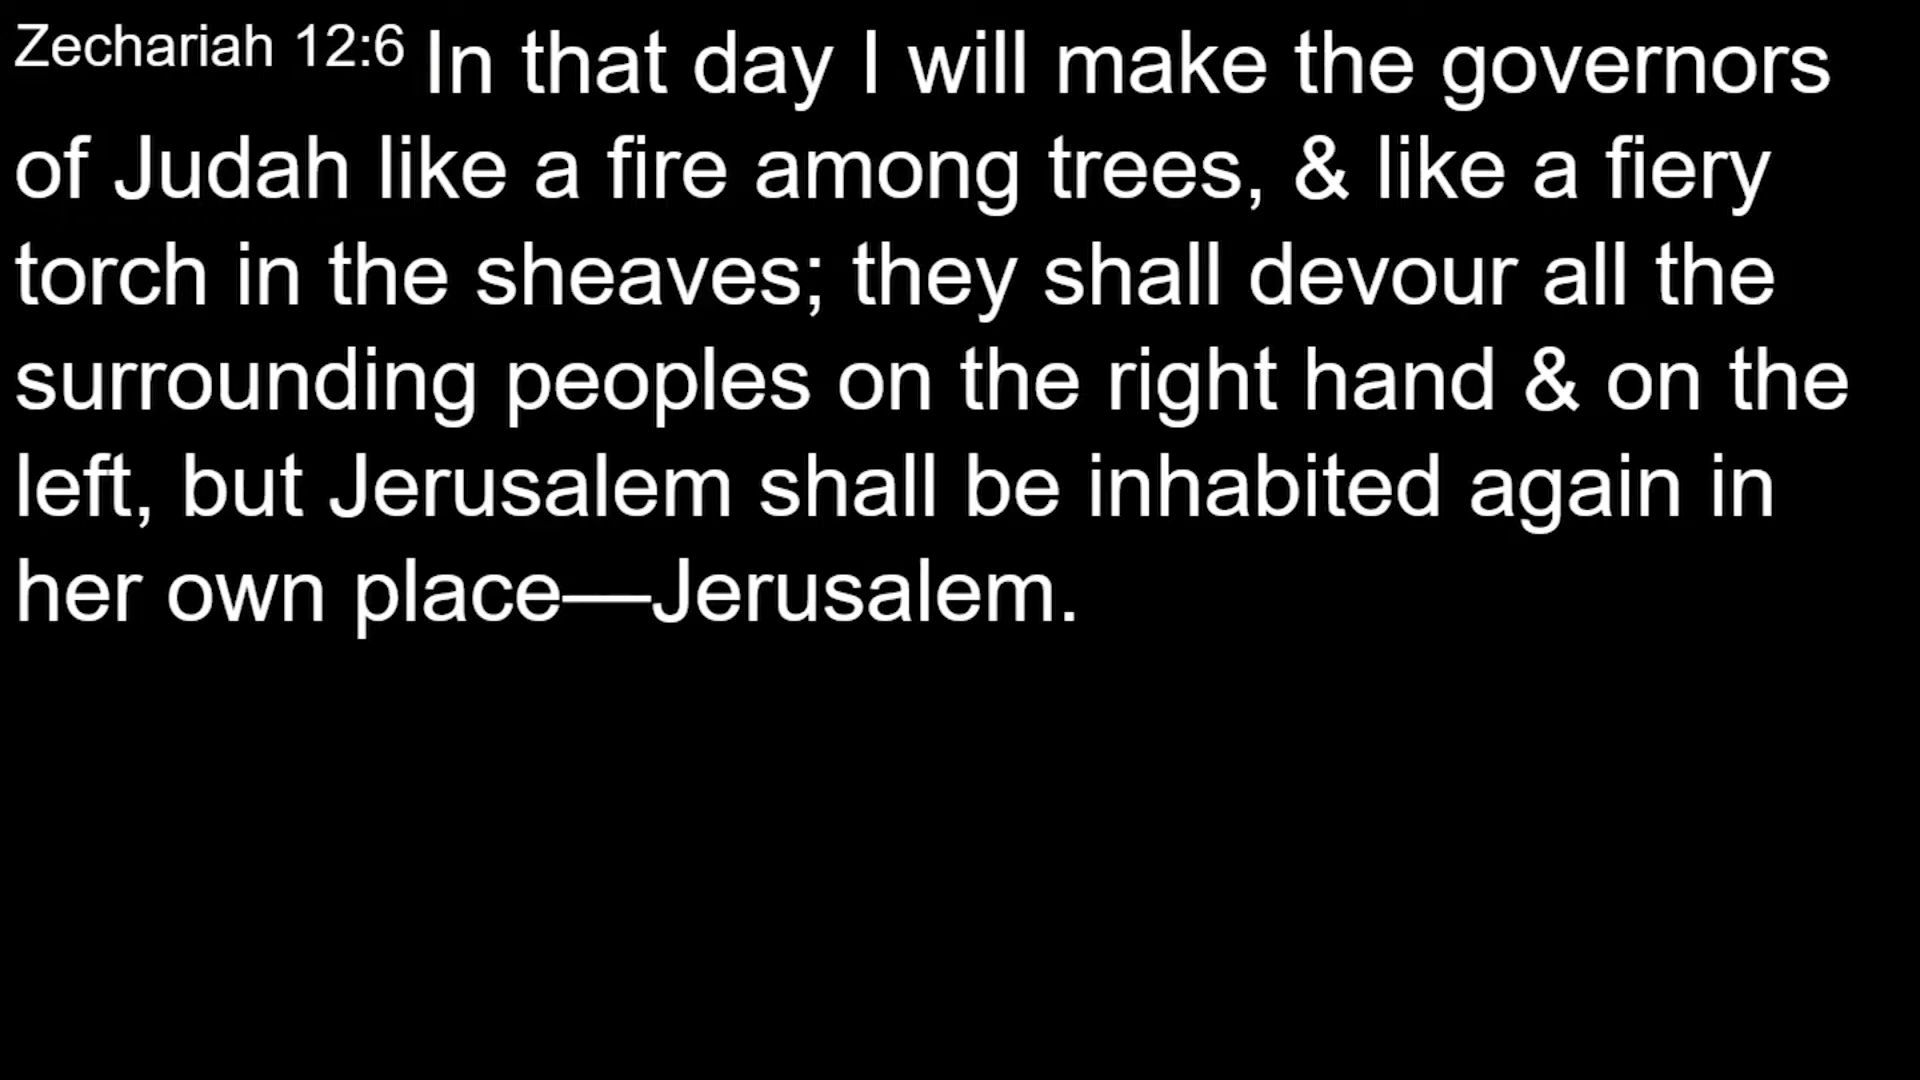 Zechariah 12:6 In that day I will make the governors
of Judah like a fire among trees, & like a fiery
torch in the sheaves; they shall devour all the
surrounding peoples on the right hand & on the
left, but Jerusalem shall be inhabited again in
her own place—Jerusalem.